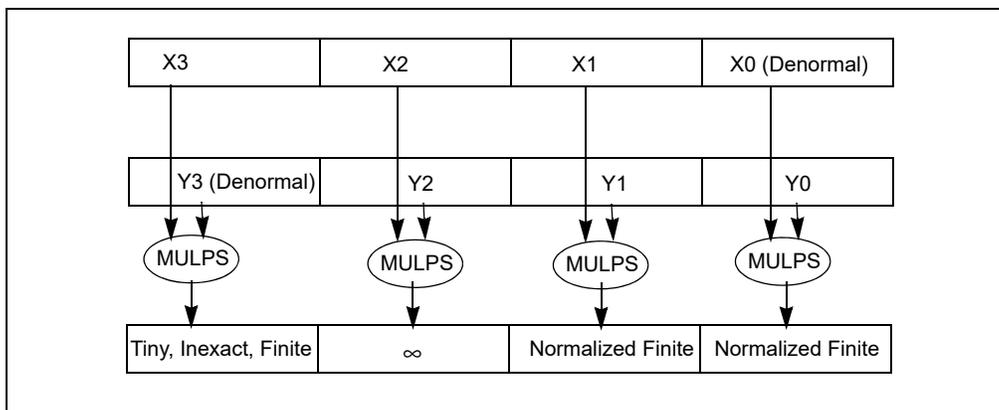 X3 X2 X1 X0 (Denormal)
Y3 (Denormal) Y2 Y1 Y0
MULPS MULPS MULPS MULPS
Tiny, Inexact, Finite ∞ Normalized Finite Normalized Finite